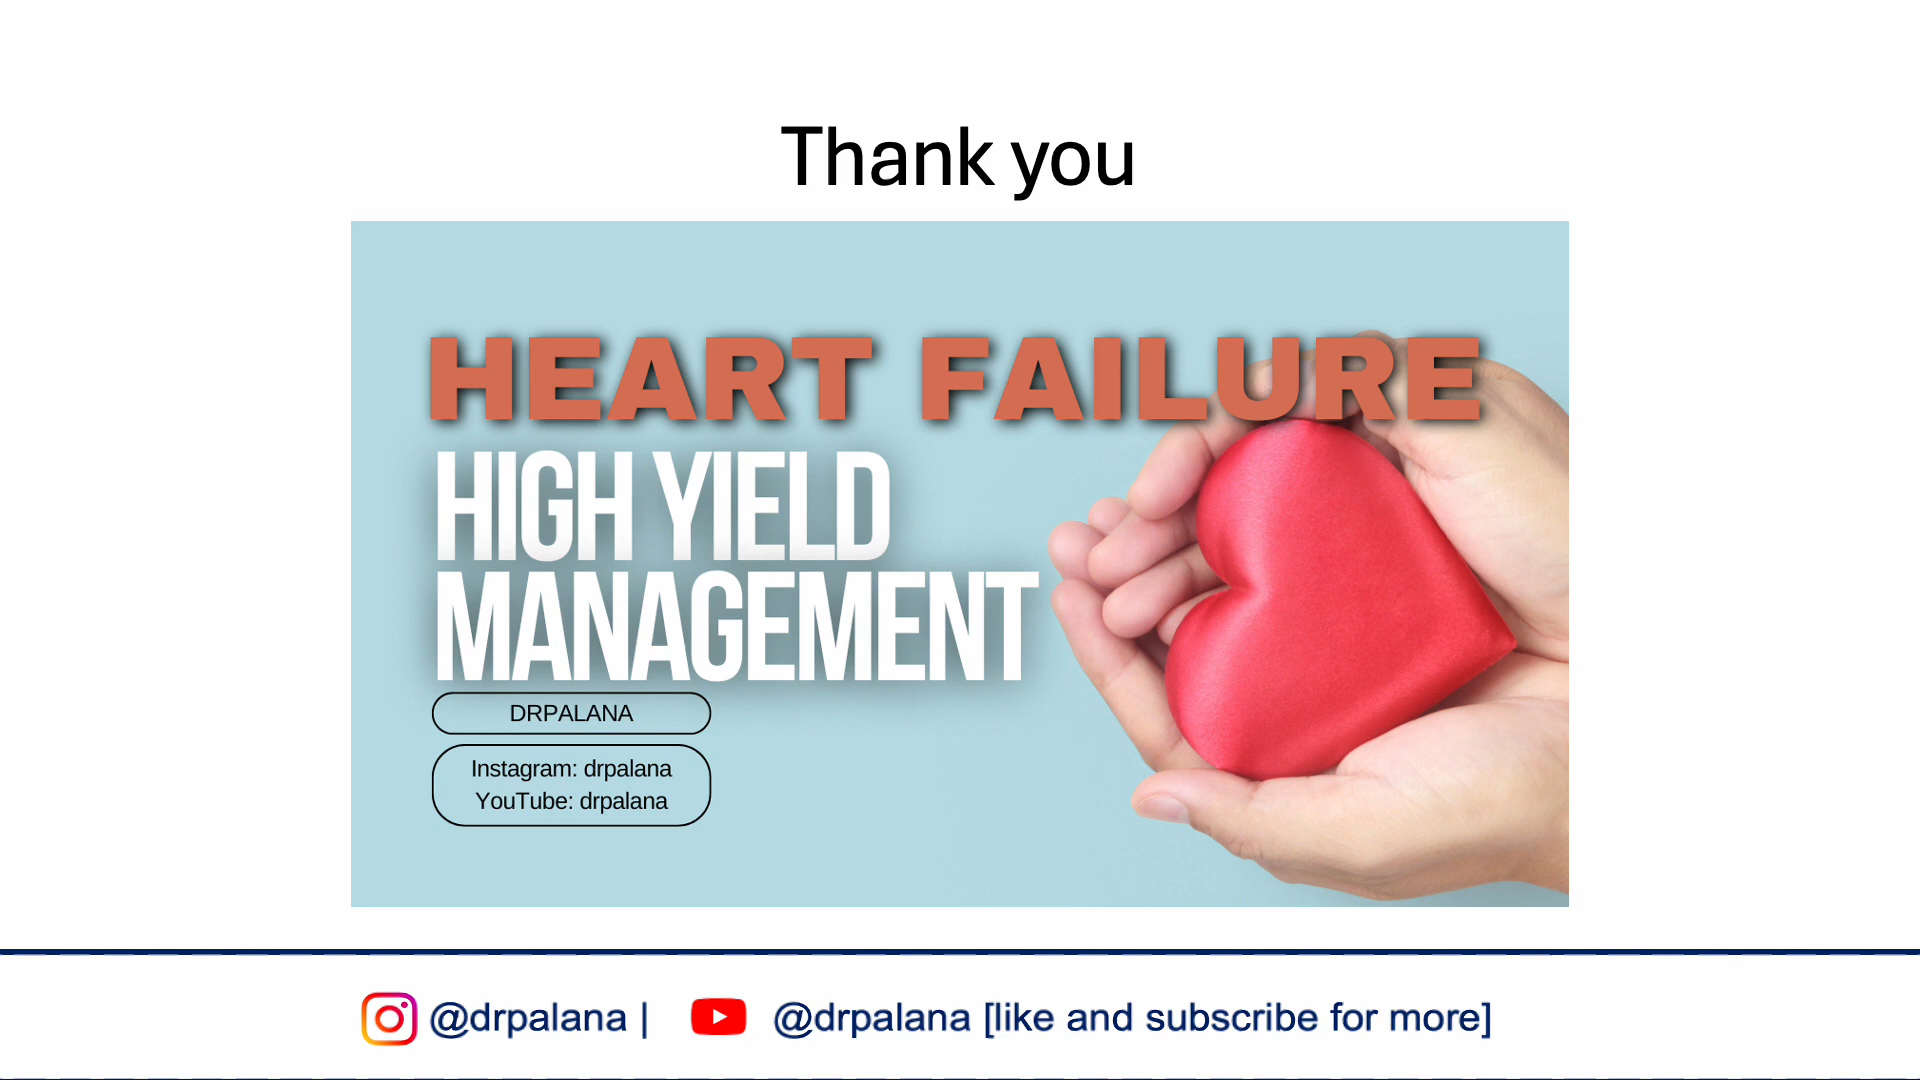 Thank you
HEART FAILURE
HIGH YIELD
MANAGEMENT
DRPALANA
Instagram: drpalana
YouTube: drpalana
@drpalana | @drpalana [like and subscribe for more]